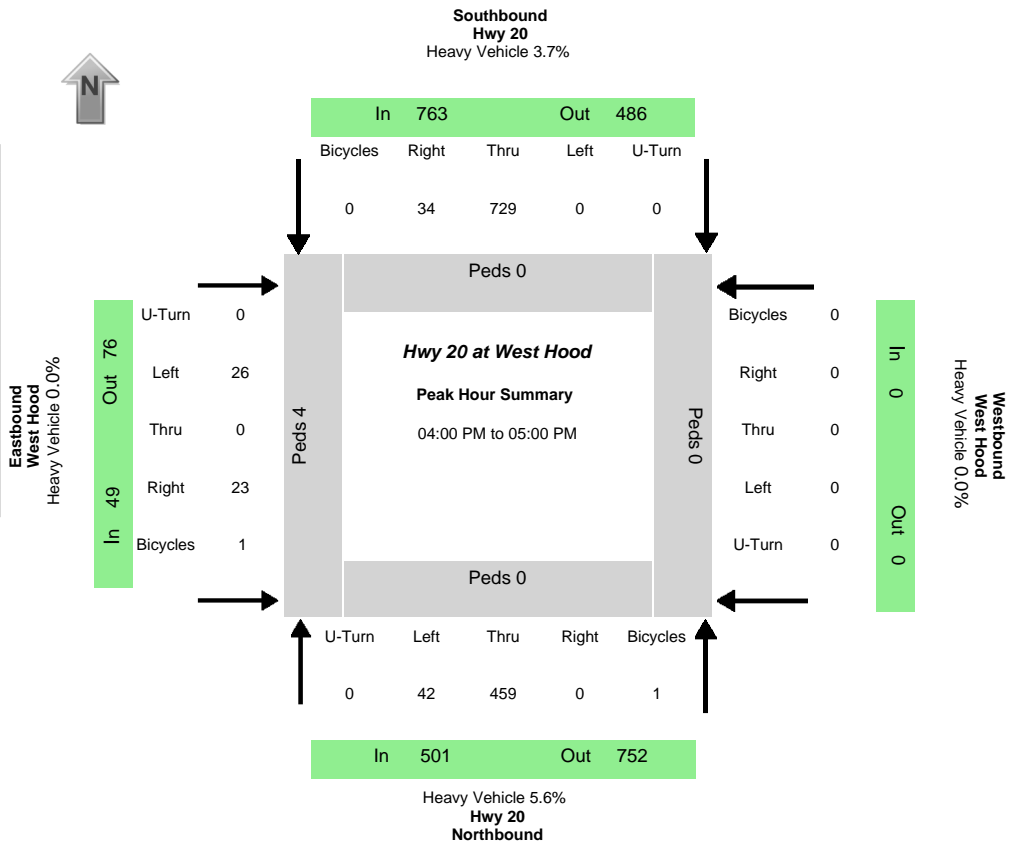 Southbound
Hwy 20
Heavy Vehicle 3.7%
N
In 763 Out 486
Bicycles Right Thru Left U-Turn
0 34 729 0 0
Peds 0
Eastbound
West Hood
Heavy Vehicle 0.0%
Out 76
In 49
U-Turn 0
Left 26
Thru 0
Right 23
Bicycles 1
Peds 4
Hwy 20 at West Hood
Peak Hour Summary
04:00 PM to 05:00 PM
Peds 0
Bicycles 0
Right 0
Thru 0
Left 0
U-Turn 0
In 0
Out 0
Westbound
West Hood
Heavy Vehicle 0.0%
Peds 0
U-Turn Left Thru Right Bicycles
0 42 459 0 1
In 501 Out 752
Heavy Vehicle 5.6%
Hwy 20
Northbound